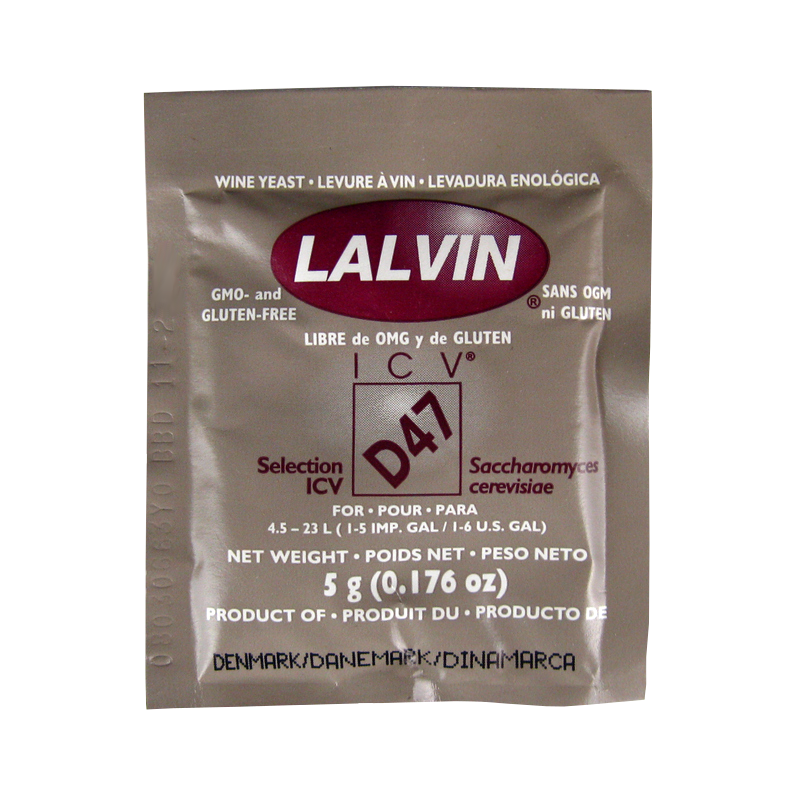 WINE YEAST • LEVURE À VIN • LEVADURA ENOLÓGICA
LALVIN®
GMO- and
GLUTEN-FREE
SANS OGM
ni GLUTEN
LIBRE de OMG y de GLUTEN
ICV®
D47
Selection
ICV
Saccharomyces
cerevisiae
FOR • POUR • PARA
4.5 – 23 L ( 1-5 IMP. GAL / 1-6 U.S. GAL)
NET WEIGHT • POIDS NET • PESO NETO
5 g (0.176 oz)
PRODUCT OF • PRODUIT DU • PRODUCTO DE
DENMARK/DANEMARK/DINAMARCA
BBD